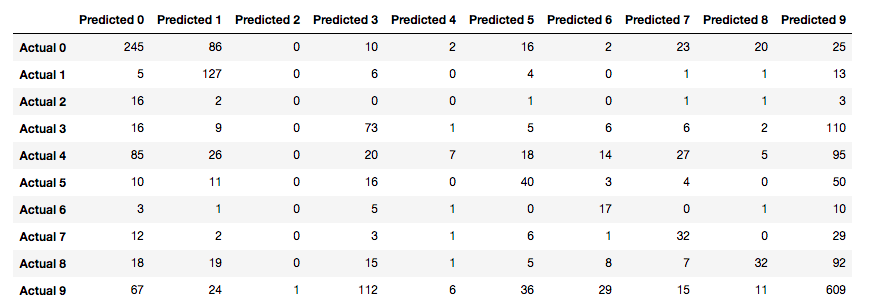 Predicted 0 Predicted 1 Predicted 2 Predicted 3 Predicted 4 Predicted 5 Predicted 6 Predicted 7 Predicted 8 Predicted 9
Actual 0 245 86 0 10 2 16 2 23 20 25
Actual 1 5 127 0 6 0 4 0 1 1 13
Actual 2 16 2 0 0 0 1 0 1 1 3
Actual 3 16 9 0 73 1 5 6 6 2 110
Actual 4 85 26 0 20 7 18 14 27 5 95
Actual 5 10 11 0 16 0 40 3 4 0 50
Actual 6 3 1 0 5 1 0 17 0 1 10
Actual 7 12 2 0 3 1 6 1 32 0 29
Actual 8 18 19 0 15 1 5 8 7 32 92
Actual 9 67 24 1 112 6 36 29 15 11 609